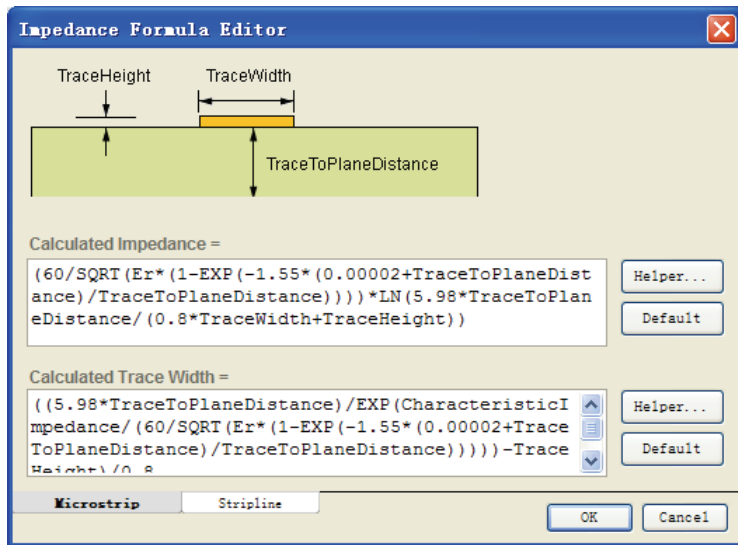 Impedance Formula Editor
TraceHeight
TraceWidth
TraceToPlaneDistance
Calculated Impedance =
(60/SQRT(Er*(1-EXP(-1.55*(0.00002+TraceToPlaneDist
ance)/TraceToPlaneDistance))))*LN(5.98*TraceToPlan
eDistance/(0.8*TraceWidth+TraceHeight))
Helper...
Default
Calculated Trace Width =
((5.98*TraceToPlaneDistance)/EXP(CharacteristicI
mpedance/(60/SQRT(Er*(1-EXP(-1.55*(0.00002+Trace
ToPlaneDistance)/TraceToPlaneDistance)))))-Trace
Height)/0.8
Helper...
Default
Microstrip
Stripline
OK
Cancel